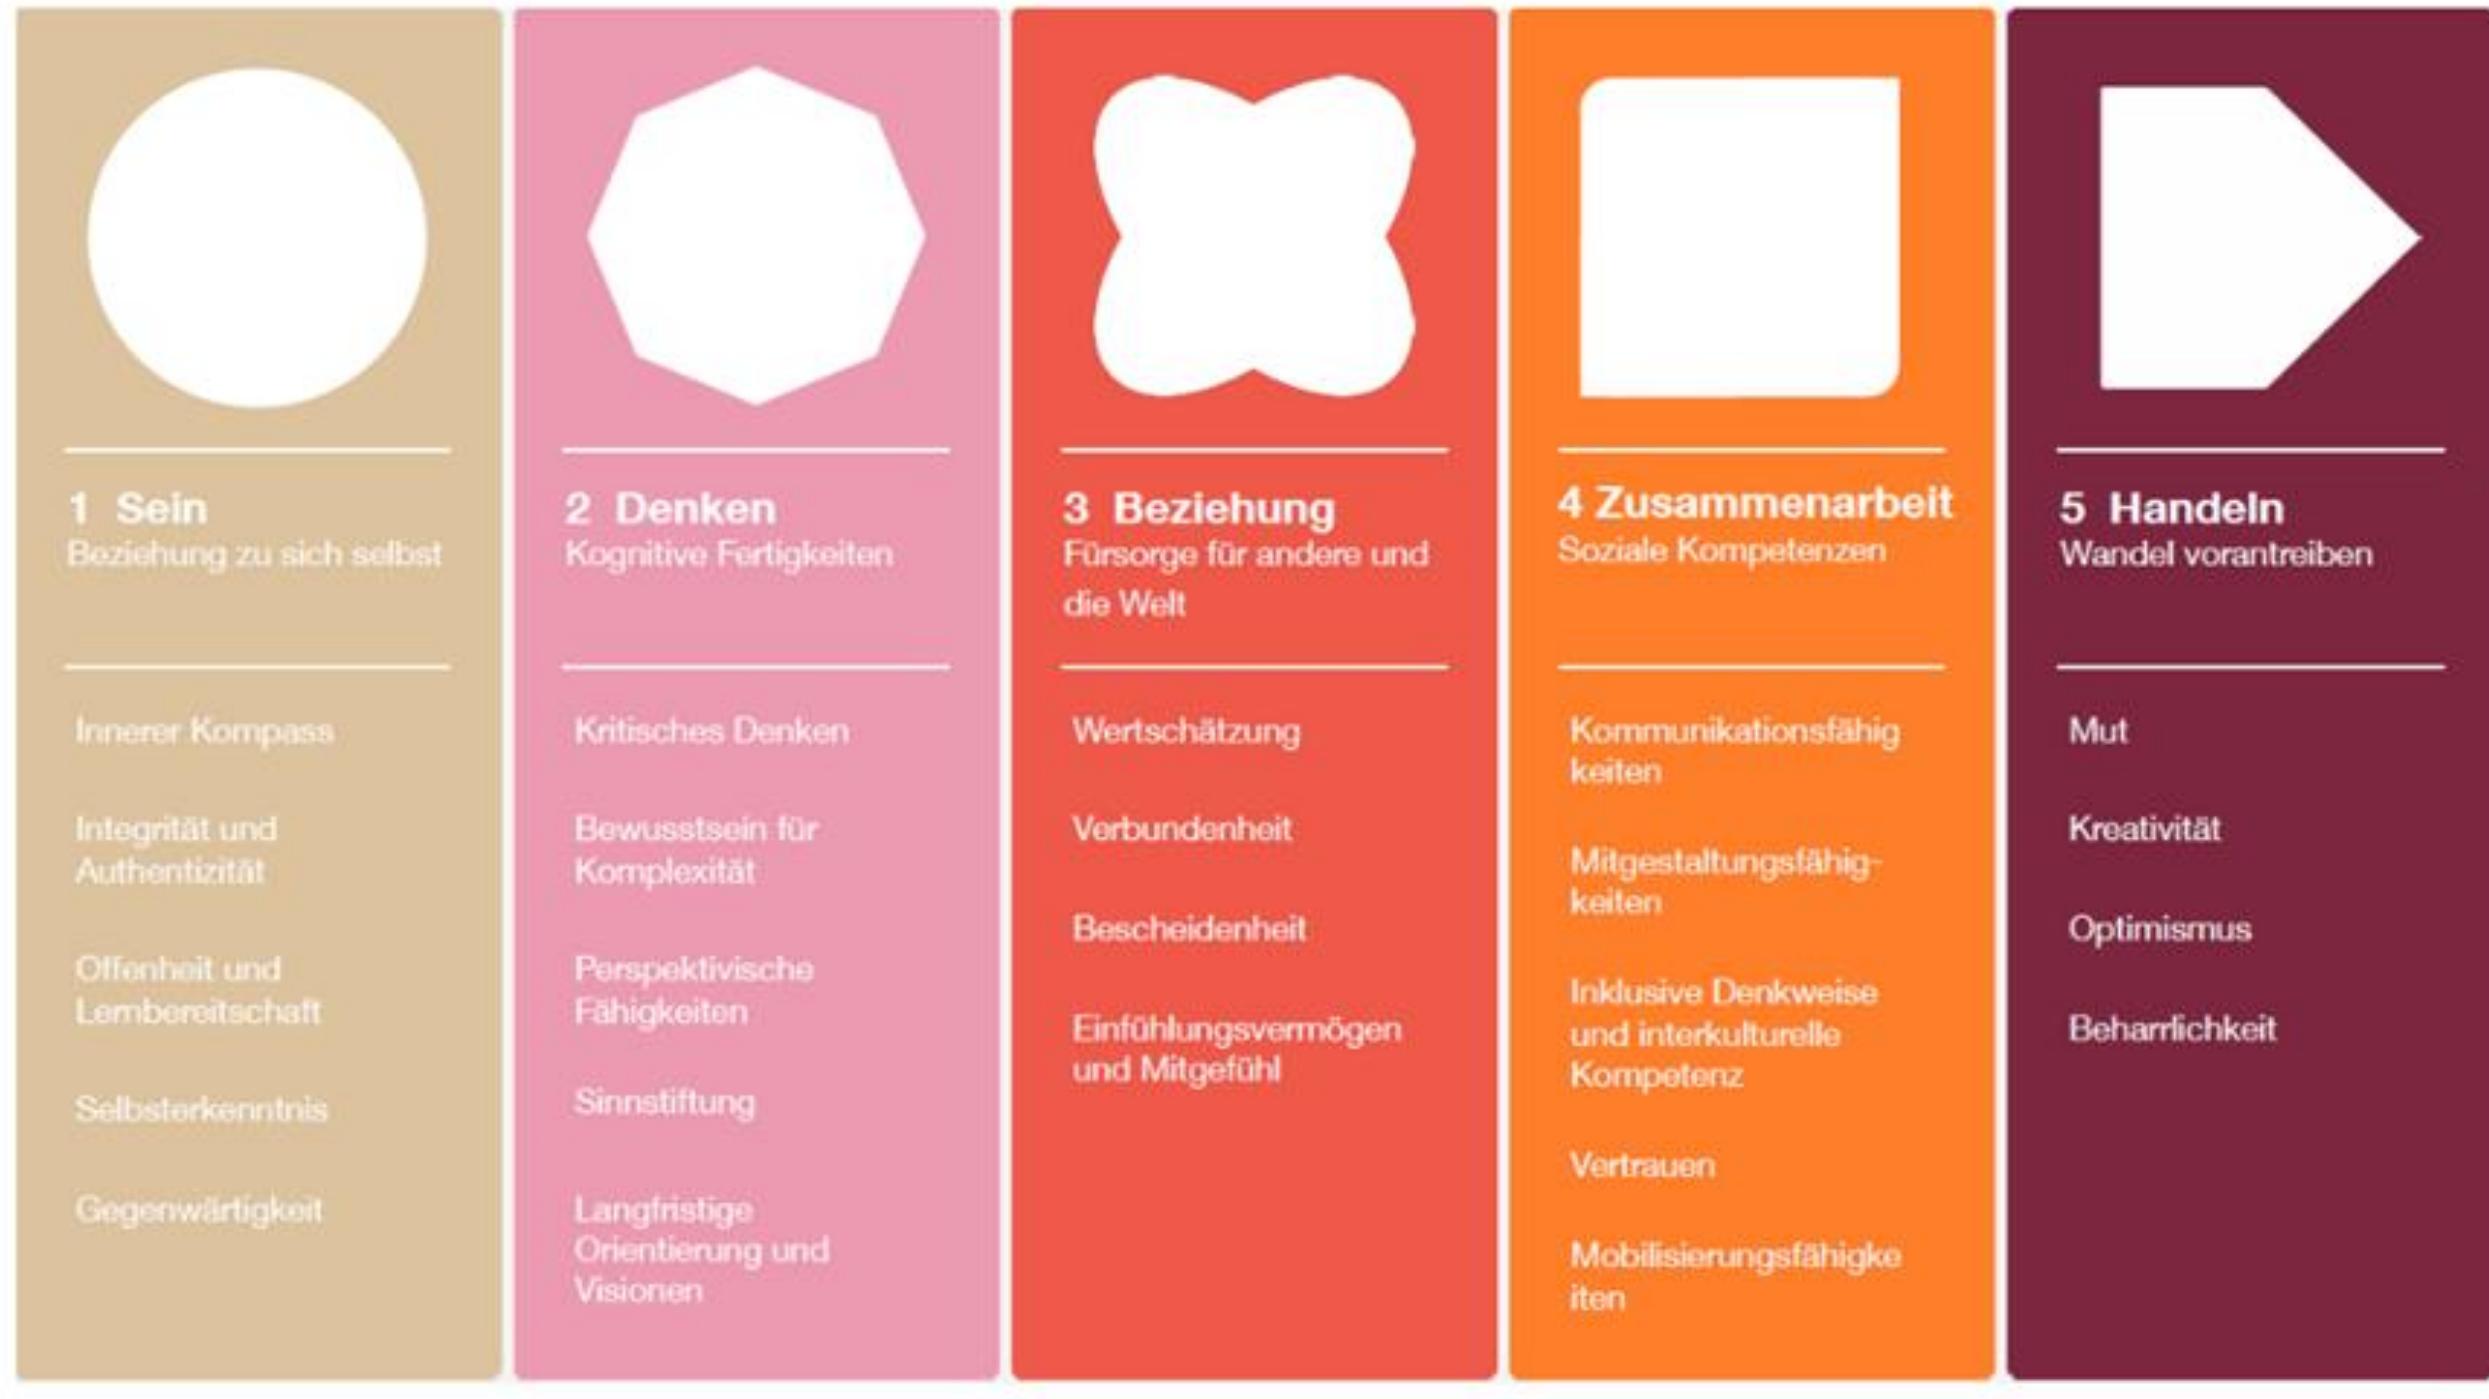 1 Sein
Beziehung zu sich selbst
Innerer Kompass
Integrität und
Authentizität
Offenheit und
Lernbereitschaft
Selbsterkenntnis
Gegenwärtigkeit
2 Denken
Kognitive Fertigkeiten
Kritisches Denken
Bewusstsein für
Komplexität
Perspektivische
Fähigkeiten
Sinnstiftung
Langfristige
Orientierung und
Visionen
3 Beziehung
Fürsorge für andere und
die Welt
Wertschätzung
Verbundenheit
Bescheidenheit
Einfühlungsvermögen
und Mitgefühl
4 Zusammenarbeit
Soziale Kompetenzen
Kommunikationsfähig
keiten
Mitgestaltungsfähig-
keiten
Inklusive Denkweise
und interkulturelle
Kompetenz
Vertrauen
Mobilisierungsfähigke
iten
5 Handeln
Wandel vorantreiben
Mut
Kreativität
Optimismus
Beharrlichkeit